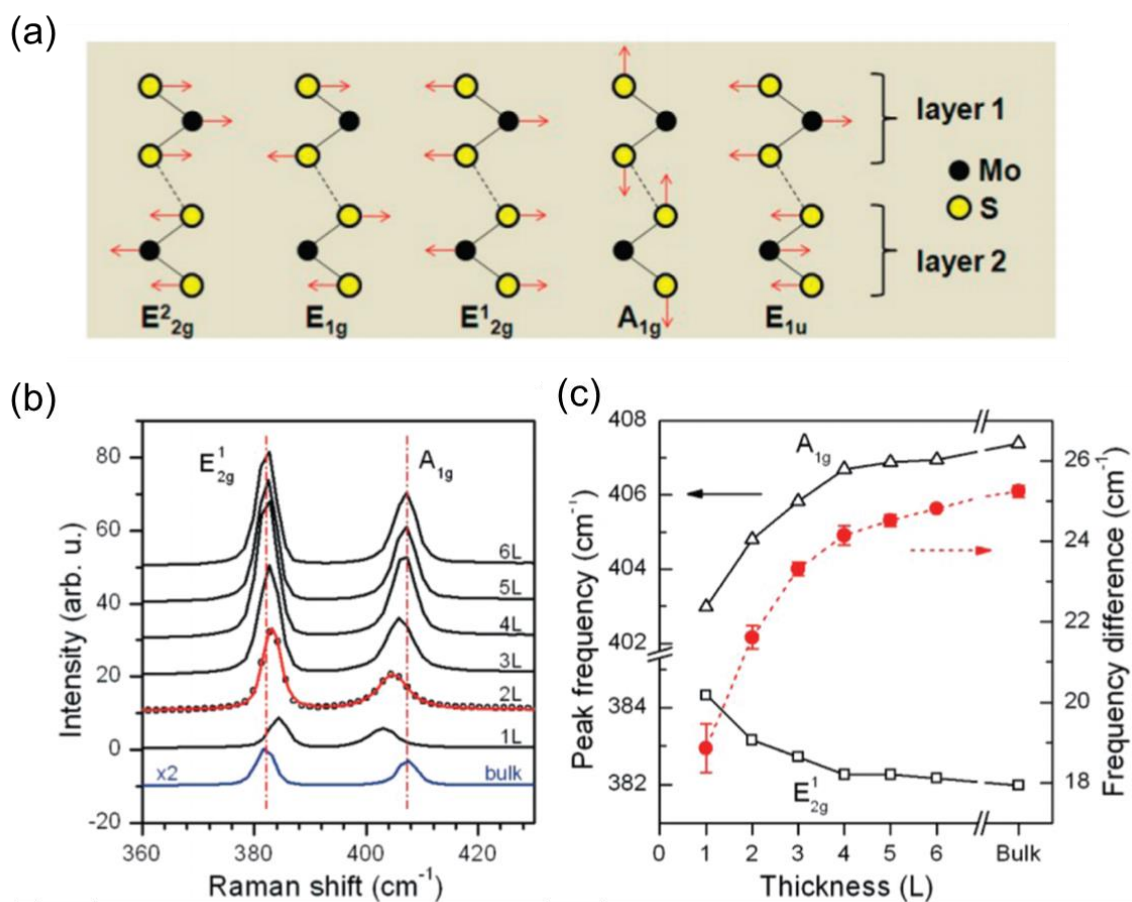 (a)
layer 1
Mo
S
layer 2
E²₂g E₁g E¹₂g A₁g E₁u
(b)
E¹₂g A₁g
80
60
40
20
0
-20
6L
5L
4L
3L
2L
1L
x2 bulk
360 380 400 420
Intensity (arb. u.)
Raman shift (cm⁻¹)
(c)
408
406
404
402
384
382
A₁g
E¹₂g
26
24
22
20
18
0 1 2 3 4 5 6 Bulk
Peak frequency (cm⁻¹)
Frequency difference (cm⁻¹)
Thickness (L)